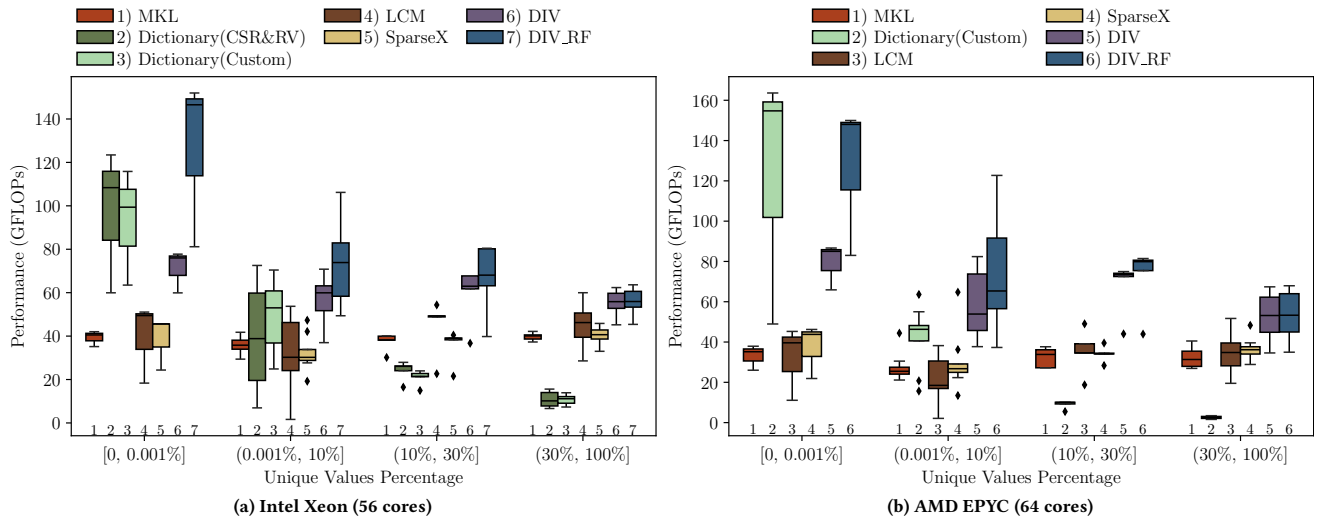 1) MKL
2) Dictionary(CSR&RV)
3) Dictionary(Custom)
4) LCM
5) SparseX
6) DIV
7) DIV_RF
Performance (GFLOPs)
140
120
100
80
60
40
20
0
1 2 3 4 5 6 7
1 2 3 4 5 6 7
1 2 3 4 5 6 7
1 2 3 4 5 6 7
[0, 0.001%] (0.001%, 10%] (10%, 30%] (30%, 100%]
Unique Values Percentage
(a) Intel Xeon (56 cores)
1) MKL
2) Dictionary(Custom)
3) LCM
4) SparseX
5) DIV
6) DIV_RF
Performance (GFLOPs)
160
140
120
100
80
60
40
20
0
1 2 3 4 5 6
1 2 3 4 5 6
1 2 3 4 5 6
1 2 3 4 5 6
[0, 0.001%] (0.001%, 10%] (10%, 30%] (30%, 100%]
Unique Values Percentage
(b) AMD EPYC (64 cores)